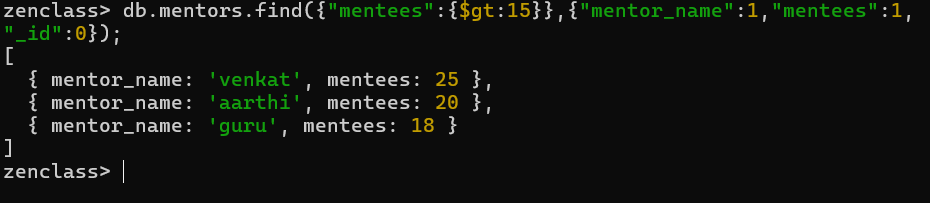 zenclass> db.mentors.find({"mentees":{$gt:15}},{"mentor_name":1,"mentees":1,
"_id":0});
[
  { mentor_name: 'venkat', mentees: 25 },
  { mentor_name: 'aarthi', mentees: 20 },
  { mentor_name: 'guru', mentees: 18 }
]
zenclass>